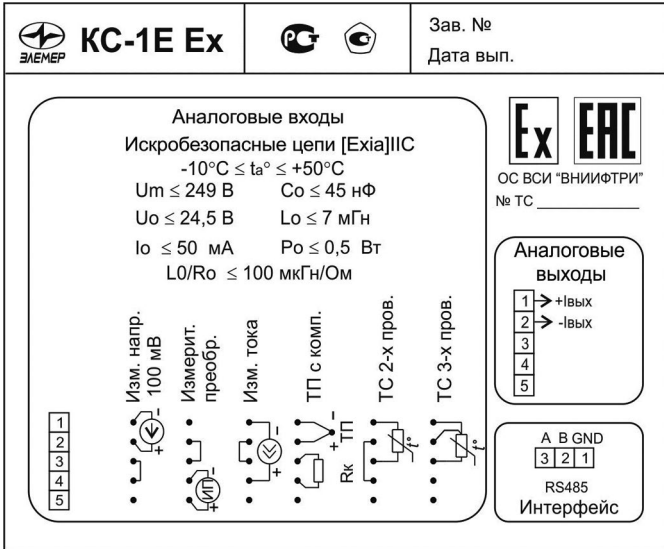 ЭЛЕМЕР
КС-1Е Ex
РСТ
Зав. №
Дата вып.
Аналоговые входы
Искробезопасные цепи [Exia]IIC
-10°C ≤ ta° ≤ +50°C
Um ≤ 249 В Co ≤ 45 нФ
Uo ≤ 24,5 В Lo ≤ 7 мГн
Io ≤ 50 мА Po ≤ 0,5 Вт
L0/Ro ≤ 100 мкГн/Ом
Изм. напр.
100 мВ
Измерит.
преобр.
Изм. тока
ТП с комп.
ТС 2-х пров.
ТС 3-х пров.
1
2
3
4
5
- +
ИП
- +
- +
- +
ТП
Rк
t°
t°
Ex EAC
ОС ВСИ “ВНИИФТРИ”
№ ТС
Аналоговые
выходы
1 +Iвых
2 -Iвых
3
4
5
A B GND
3 2 1
RS485
Интерфейс